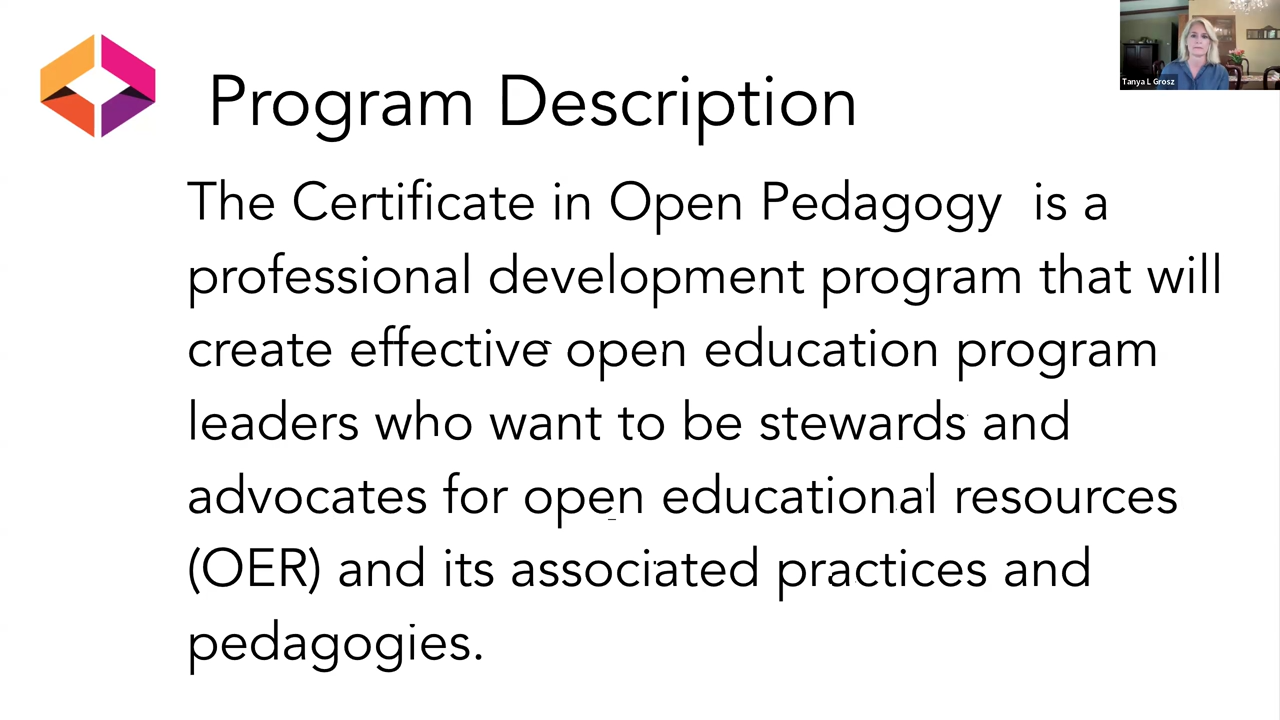 Program Description
The Certificate in Open Pedagogy is a
professional development program that will
create effective open education program
leaders who want to be stewards and
advocates for open educational resources
(OER) and its associated practices and
pedagogies.
Tanya L Grosz